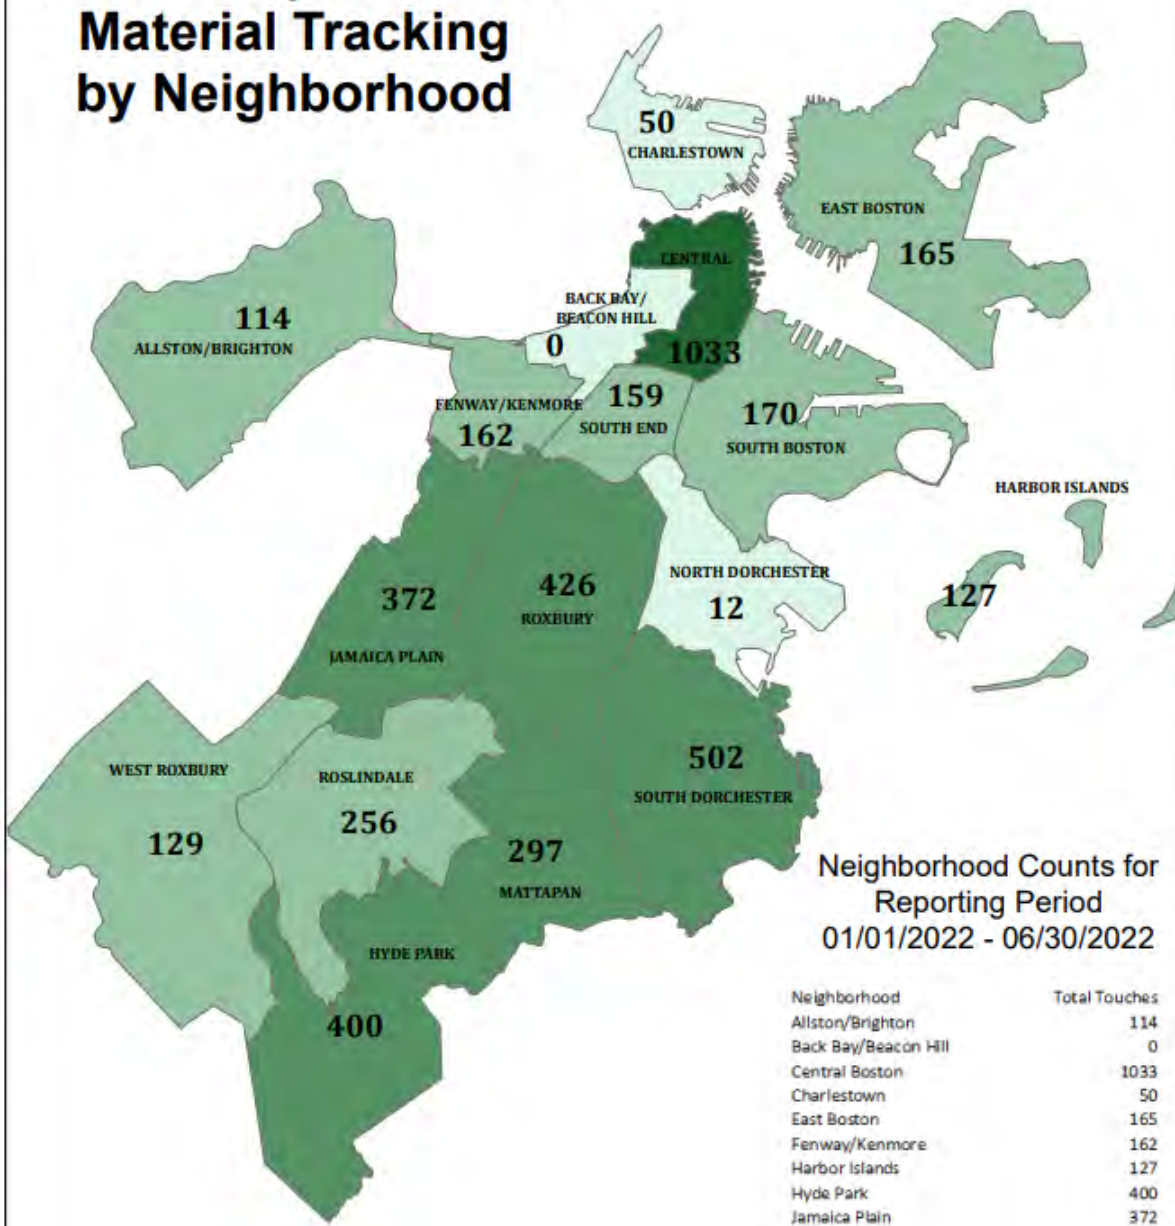 Material Tracking
by Neighborhood
50
CHARLESTOWN
EAST BOSTON
165
CENTRAL
1033
BACK BAY/
BEACON HILL
0
114
ALLSTON/BRIGHTON
FENWAY/KENMORE
162
159
SOUTH END
170
SOUTH BOSTON
HARBOR ISLANDS
127
NORTH DORCHESTER
12
372
JAMAICA PLAIN
426
ROXBURY
502
SOUTH DORCHESTER
WEST ROXBURY
129
ROSLINDALE
256
297
MATTAPAN
HYDE PARK
400
Neighborhood Counts for
Reporting Period
01/01/2022 - 06/30/2022
Neighborhood Total Touches
Allston/Brighton 114
Back Bay/Beacon Hill 0
Central Boston 1033
Charlestown 50
East Boston 165
Fenway/Kenmore 162
Harbor Islands 127
Hyde Park 400
Jamaica Plain 372